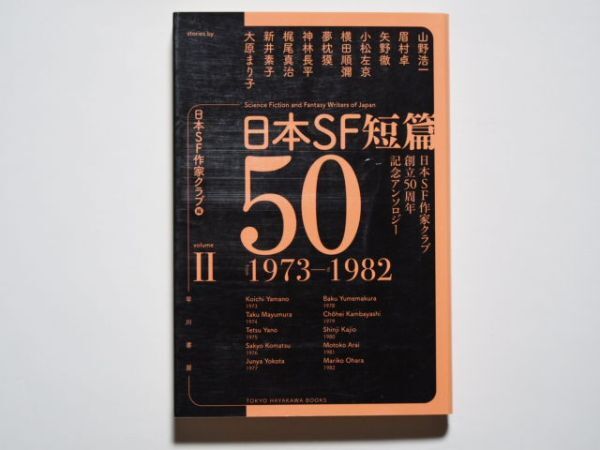 stories by
山野浩一
眉村卓
矢野徹
小松左京
横田順彌
夢枕獏
神林長平
梶尾真治
新井素子
大原まり子
Science Fiction and Fantasy Writers of Japan
日本SF短篇
50
日本SF作家クラブ
創立50周年
記念アンソロジー
日本SF作家クラブ 編
volume
II
1973–1982
Koichi Yamano
1973
Taku Mayumura
1974
Tetsu Yano
1975
Sakyo Komatsu
1976
Junya Yokota
1977
Baku Yumemakura
1978
Chōhei Kambayashi
1979
Shinji Kajio
1980
Motoko Arai
1981
Mariko Ohara
1982
早川書房
TOKYO HAYAKAWA BOOKS